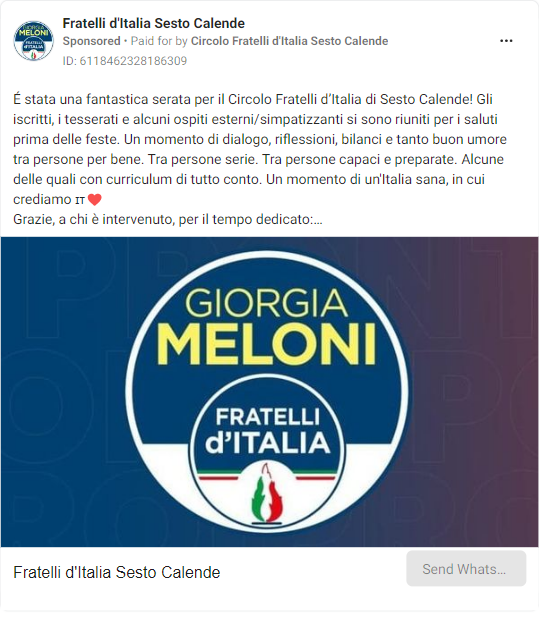 Fratelli d'Italia Sesto Calende
Sponsored • Paid for by Circolo Fratelli d'Italia Sesto Calende
ID: 6118462328186309
É stata una fantastica serata per il Circolo Fratelli d’Italia di Sesto Calende! Gli
iscritti, i tesserati e alcuni ospiti esterni/simpatizzanti si sono riuniti per i saluti
prima delle feste. Un momento di dialogo, riflessioni, bilanci e tanto buon umore
tra persone per bene. Tra persone serie. Tra persone capaci e preparate. Alcune
delle quali con curriculum di tutto conto. Un momento di un'Italia sana, in cui
crediamo 🇮🇹❤️
Grazie, a chi è intervenuto, per il tempo dedicato:...
GIORGIA
MELONI
FRATELLI
d'ITALIA
Fratelli d'Italia Sesto Calende
Send Whats...